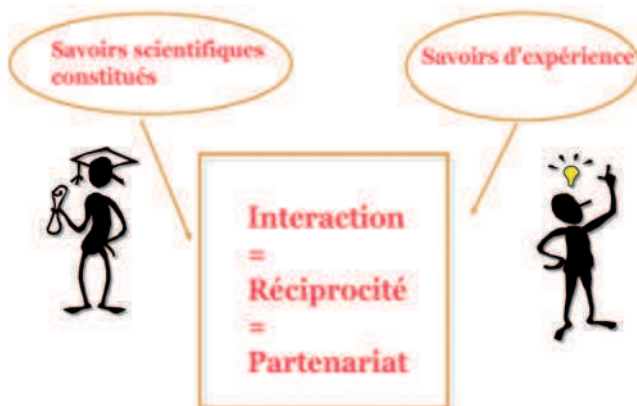 Savoirs scientifiques
constitués
Savoirs d'expérience
Interaction
=
Réciprocité
=
Partenariat